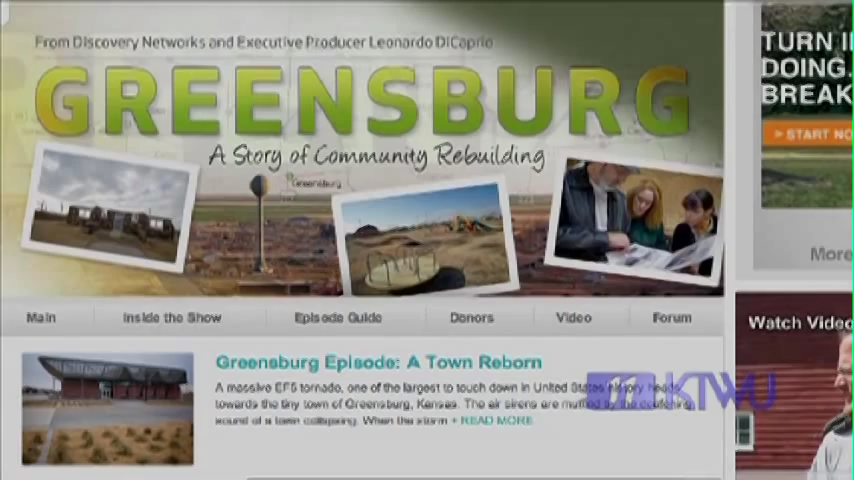 From Discovery Networks and Executive Producer Leonardo DiCaprio
GREENSBURG
A Story of Community Rebuilding
Greensburg
Main
Inside the Show
Episode Guide
Donors
Video
Forum
Greensburg Episode: A Town Reborn
A massive EF5 tornado, one of the largest to touch down in United States history heads
towards the tiny town of Greensburg, Kansas. The air sirens are muffled by the deafening
sound of a town collapsing. When the storm + READ MORE
TURN I
DOING.
BREAK
> START NO
More
Watch Video
KTWU